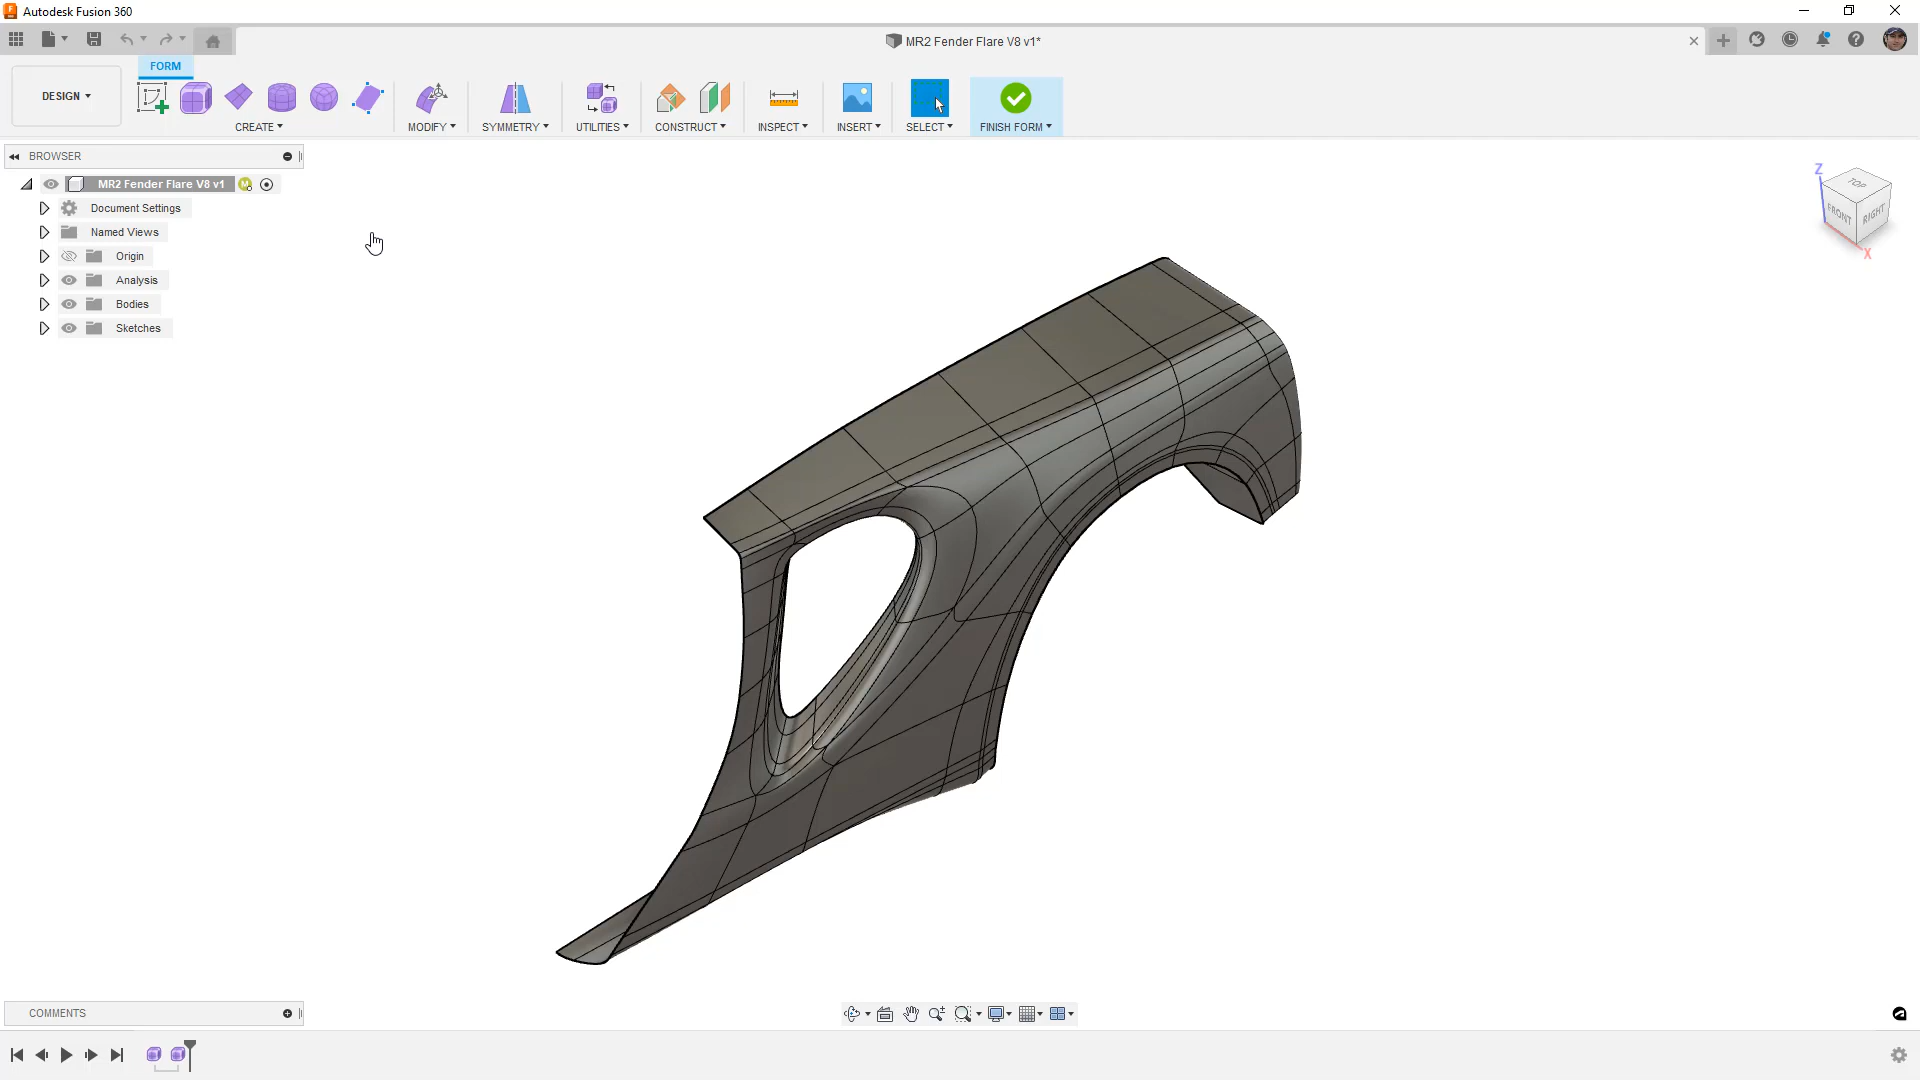 Autodesk Fusion 360
MR2 Fender Flare V8 v1*
FORM
DESIGN
CREATE
MODIFY
SYMMETRY
UTILITIES
CONSTRUCT
INSPECT
INSERT
SELECT
FINISH FORM
BROWSER
MR2 Fender Flare V8 v1
Document Settings
Named Views
Origin
Analysis
Bodies
Sketches
Z
TOP
FRONT
RIGHT
X
COMMENTS